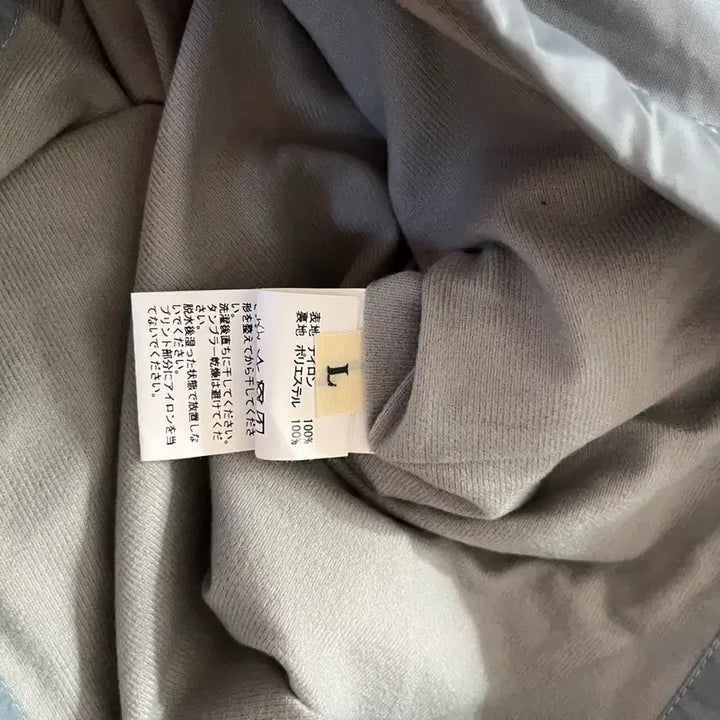 L
表地 ナイロン 100%
裏地 ポリエステル 100%
形を整えてから干してくださ
い。
洗濯後直ちに干してください。
タンブラー乾燥は避けてくだ
さい。
脱水後湿った状態で放置しな
いでください。
プリント部分にアイロンを当
てないでください。